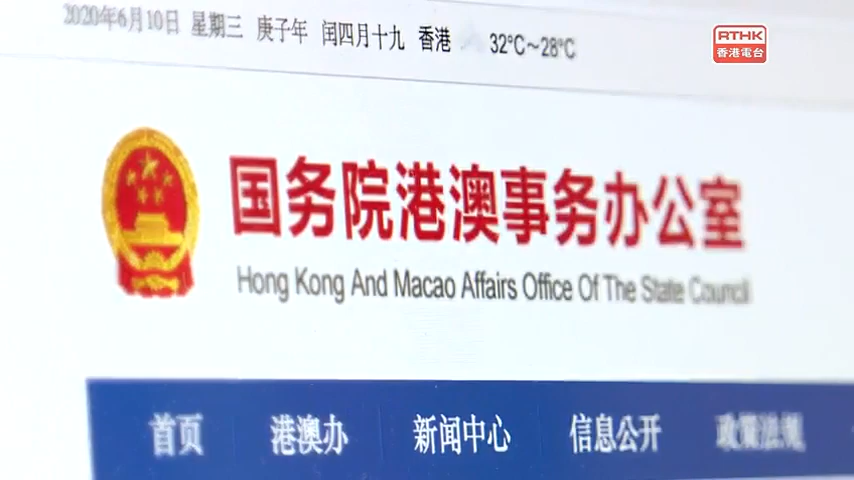 2020年6月10日 星期三 庚子年 闰四月十九 香港 32°C~28°C
RTHK
香港電台
国务院港澳事务办公室
Hong Kong And Macao Affairs Office Of The State Council
首页 港澳办 新闻中心 信息公开 政策法规